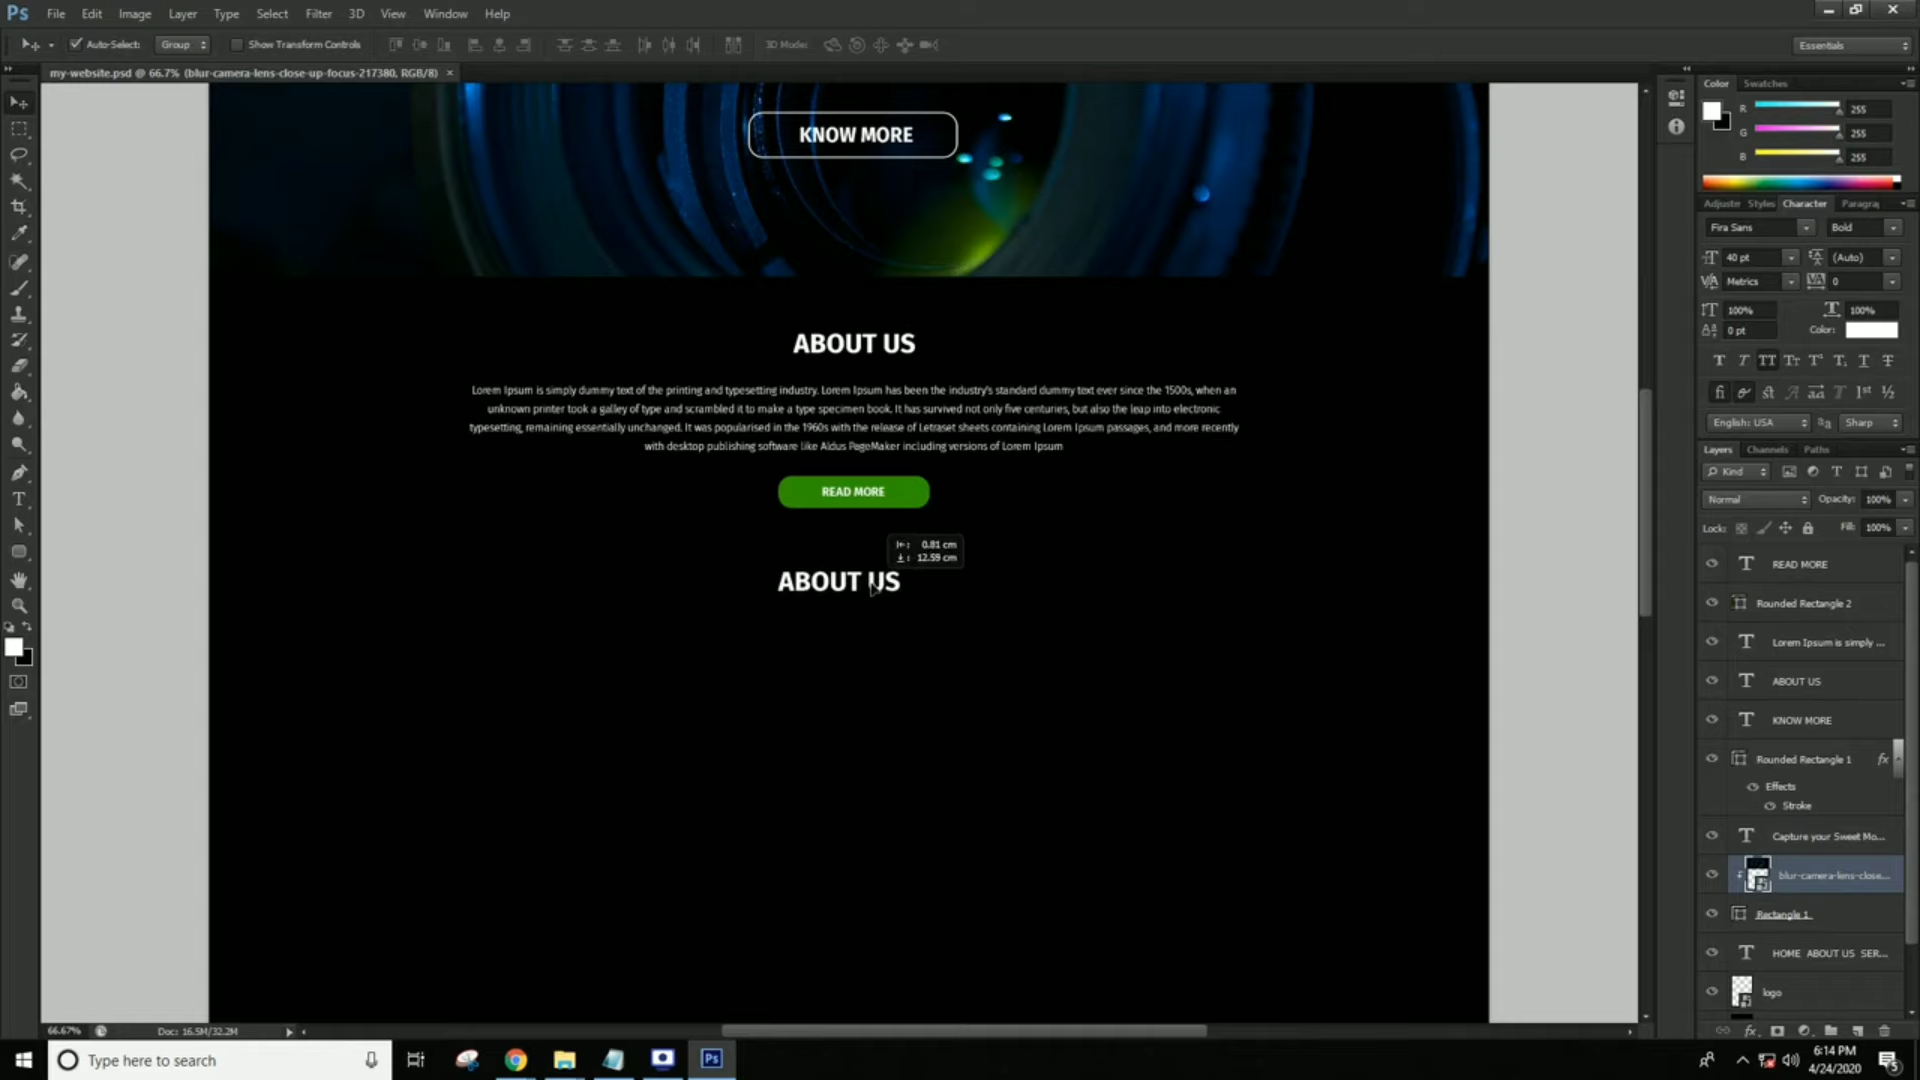 Ps File Edit Image Layer Type Select Filter 3D View Window Help
Auto-Select: Group Show Transform Controls 3D Mode: Essentials
my-website.psd @ 66.7% (blur-camera-lens-close-up-focus-217380, RGB/8) ×
KNOW MORE
ABOUT US
Lorem Ipsum is simply dummy text of the printing and typesetting industry. Lorem Ipsum has been the industry's standard dummy text ever since the 1500s, when an
unknown printer took a galley of type and scrambled it to make a type specimen book. It has survived not only five centuries, but also the leap into electronic
typesetting, remaining essentially unchanged. It was popularised in the 1960s with the release of Letraset sheets containing Lorem Ipsum passages, and more recently
with desktop publishing software like Aldus PageMaker including versions of Lorem Ipsum
READ MORE
0.81 cm
12.59 cm
ABOUT US
Color Swatches
R 255
G 255
B 255
Adjustr Styles Character Paragra
Fira Sans Bold
40 pt (Auto)
Metrics 0
100% 100%
0 pt Color:
English: USA Sharp
Layers Channels Paths
Kind
Normal Opacity: 100%
Lock: Fill: 100%
READ MORE
Rounded Rectangle 2
Lorem Ipsum is simply ...
ABOUT US
KNOW MORE
Rounded Rectangle 1 fx
Effects
Stroke
Capture your Sweet Mo...
blur-camera-lens-close...
Rectangle 1
HOME ABOUT US SER...
logo
66.67% Doc: 16.5M/32.2M
Type here to search
Ps
6:14 PM
4/24/2020
5